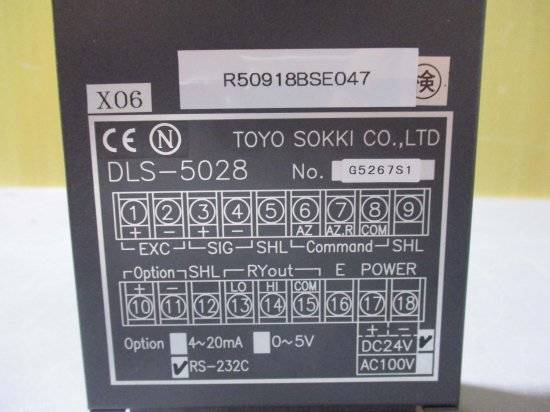 R50918BSE047
X06
検
CE N TOYO SOKKI CO.,LTD
DLS-5028 No. G5267S1
1 2 3 4 5 6 7 8 9
+ - + - AZ AZ.R COM
EXC SIG SHL Command SHL
Option SHL RYout E POWER
+ - LO HI COM
10 11 12 13 14 15 16 17 18
+ -
Option 4~20mA 0~5V DC24V ✓
✓ RS-232C AC100V